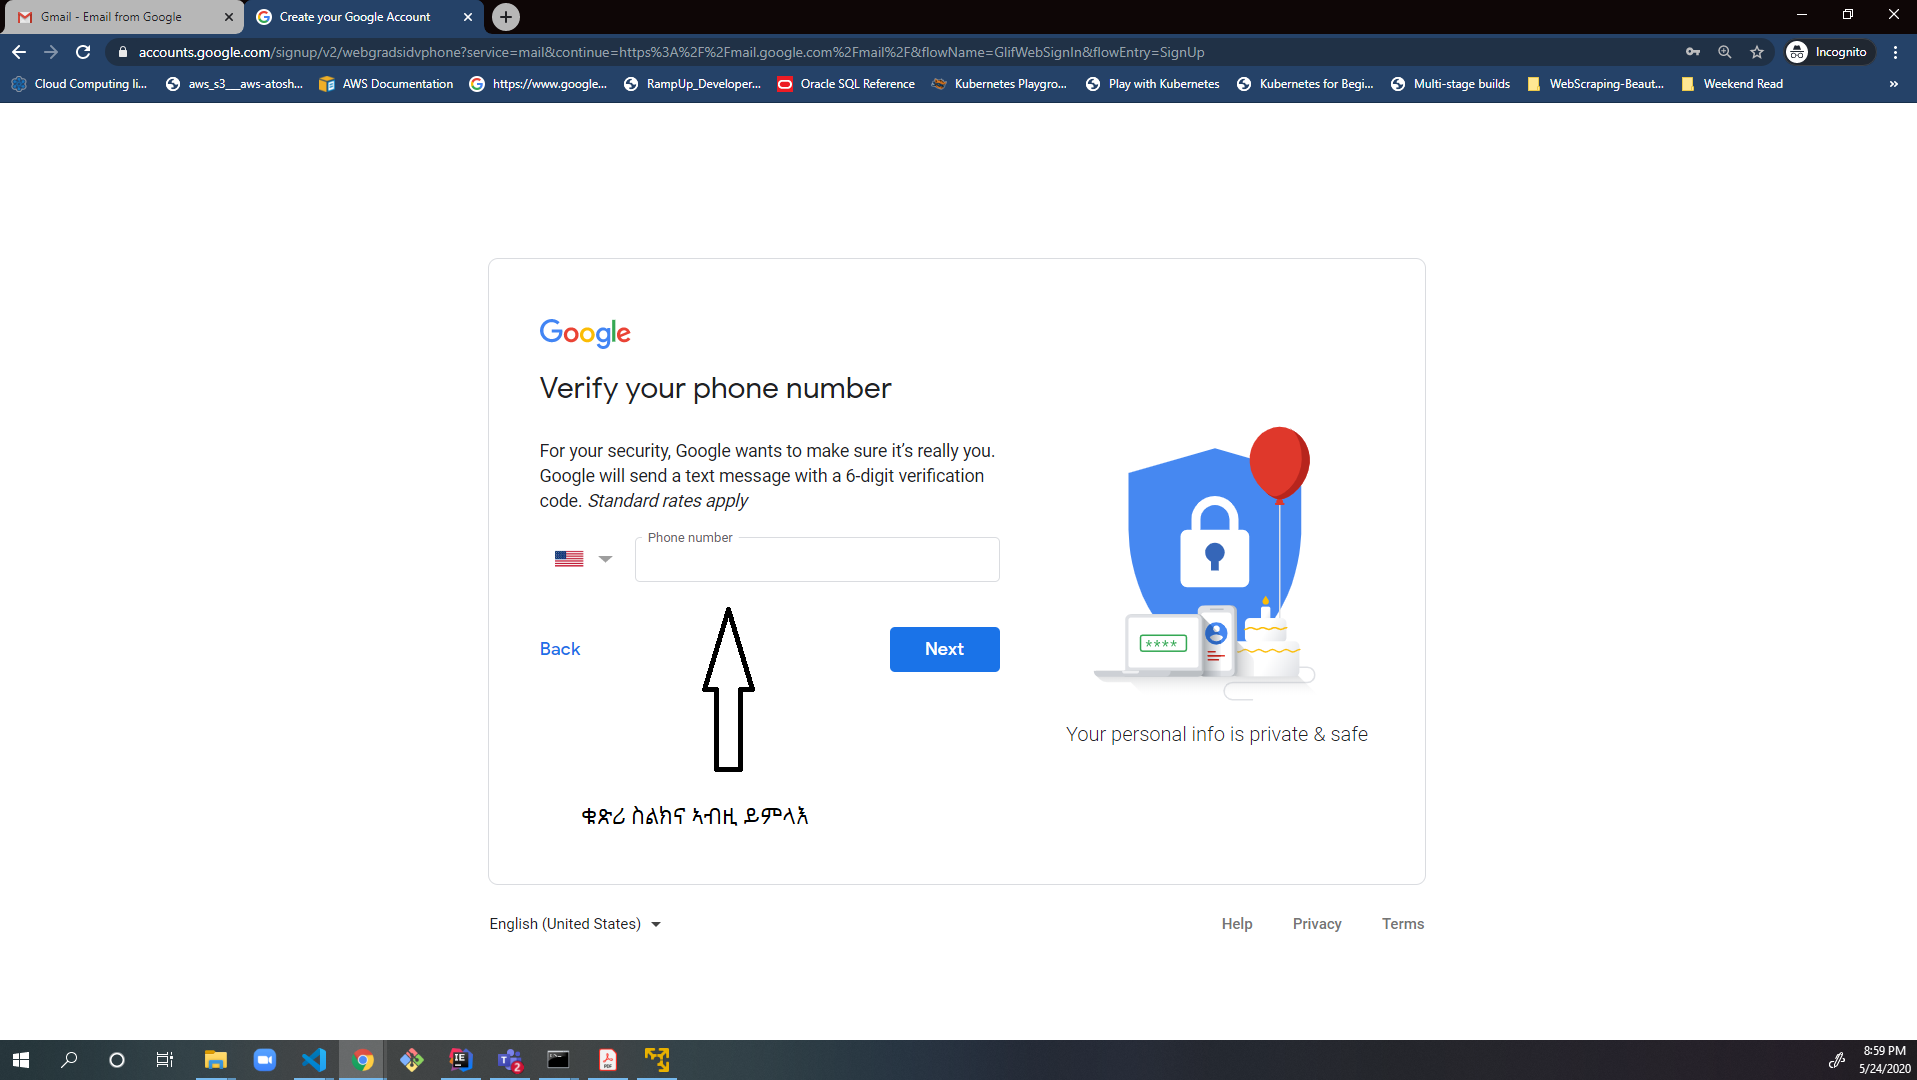 Gmail - Email from Google
Create your Google Account
accounts.google.com/signup/v2/webgradsidvphone?service=mail&continue=https%3A%2F%2Fmail.google.com%2Fmail%2F&flowName=GlifWebSignIn&flowEntry=SignUp
Incognito
Cloud Computing li... aws_s3__aws-atosh... AWS Documentation https://www.google... RampUp_Developer... Oracle SQL Reference Kubernetes Playgro... Play with Kubernetes Kubernetes for Begi... Multi-stage builds WebScraping-Beaut... Weekend Read »
Google
Verify your phone number
For your security, Google wants to make sure it’s really you.
Google will send a text message with a 6-digit verification
code. Standard rates apply
Phone number
Back
Next
****
Your personal info is private & safe
ቁጽሪ ስልክና ኣብዚ ይምላእ
English (United States)
Help Privacy Terms
8:59 PM
5/24/2020